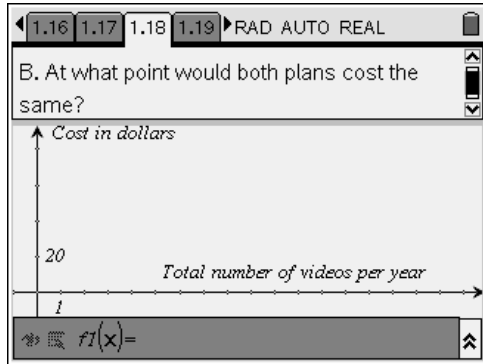 1.16 1.17 1.18 1.19 RAD AUTO REAL
B. At what point would both plans cost the
same?
Cost in dollars
20
Total number of videos per year
1
f1(x)=